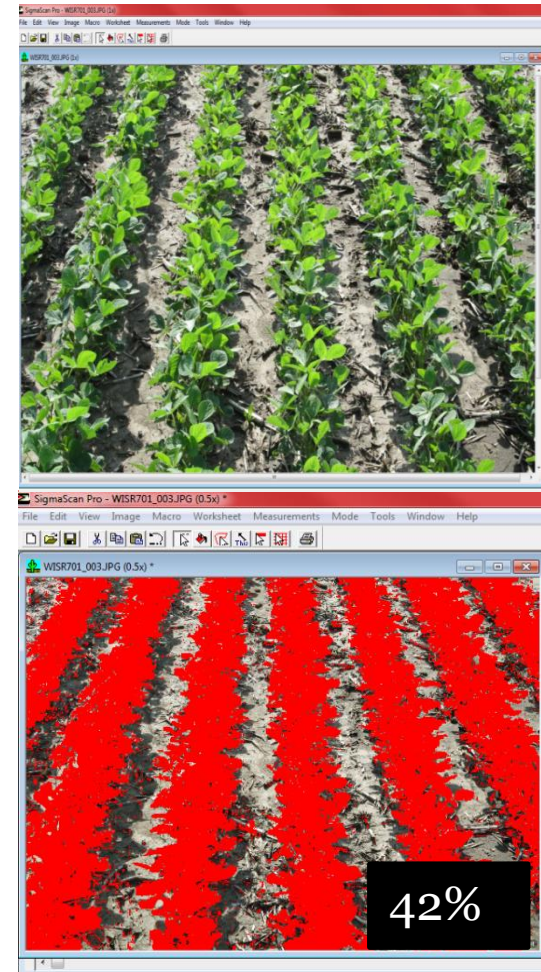 SigmaScan Pro - WISR701_003.JPG (1x)
File Edit View Image Macro Worksheet Measurements Mode Tools Window Help
WISR701_003.JPG (1x)
SigmaScan Pro - WISR701_003.JPG (0.5x) *
File Edit View Image Macro Worksheet Measurements Mode Tools Window Help
WISR701_003.JPG (0.5x) *
42%